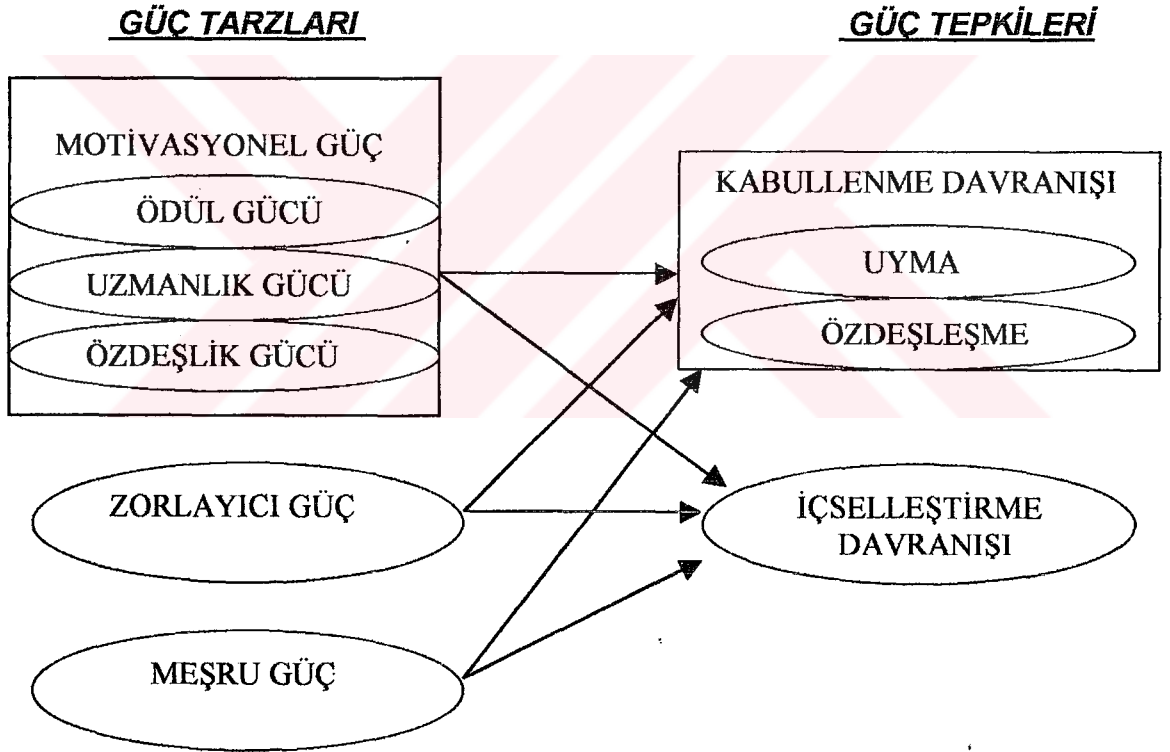 GÜÇ TARZLARI
GÜÇ TEPKİLERİ
MOTİVASYONEL GÜÇ
ÖDÜL GÜCÜ
UZMANLIK GÜCÜ
ÖZDEŞLİK GÜCÜ
ZORLAYICI GÜÇ
MEŞRU GÜÇ
KABULLENME DAVRANIŞI
UYMA
ÖZDEŞLEŞME
İÇSELLEŞTİRME
DAVRANIŞI